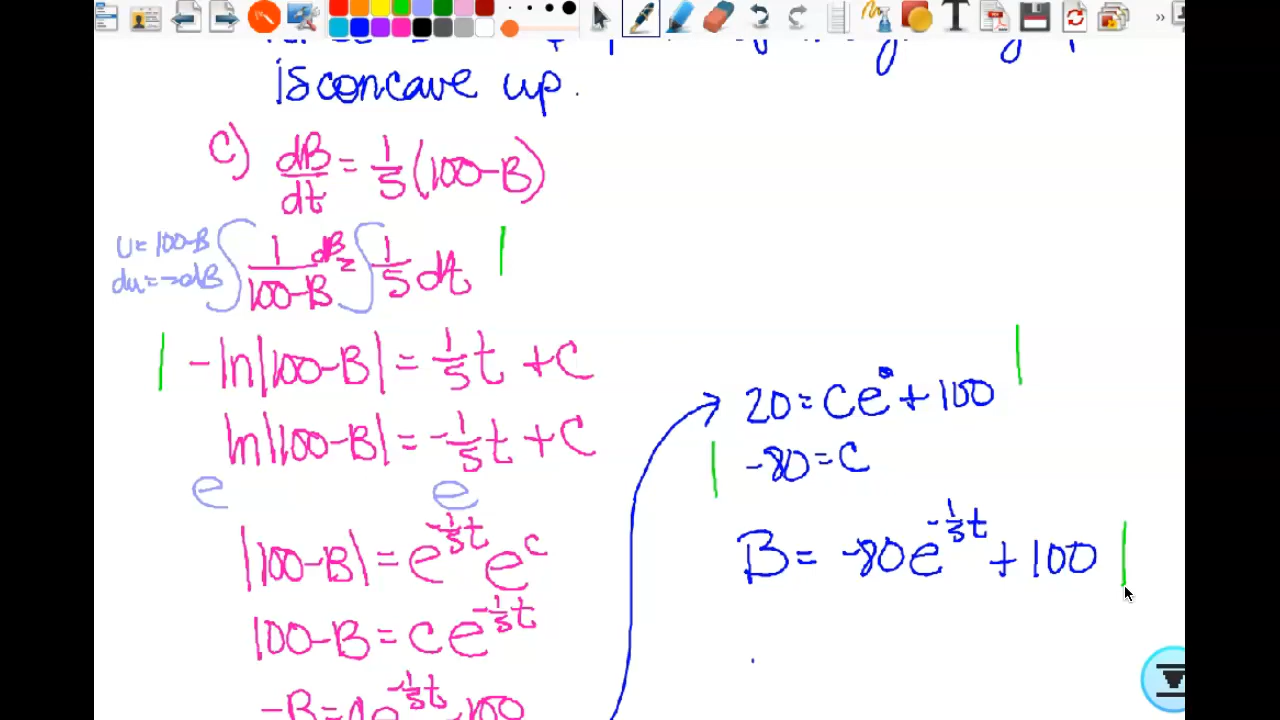 is concave up.
c) dB/dt = 1/5 (100-B)
u = 100-B
du = -dB
∫ 1/(100-B) dB = ∫ 1/5 dt
-ln|100-B| = 1/5 t + C
ln|100-B| = -1/5 t + C
e e
|100-B| = e^(-1/5 t) e^C
100-B = Ce^(-1/5 t)
20 = Ce^0 + 100
-80 = C
B = -80e^(-1/5 t) + 100